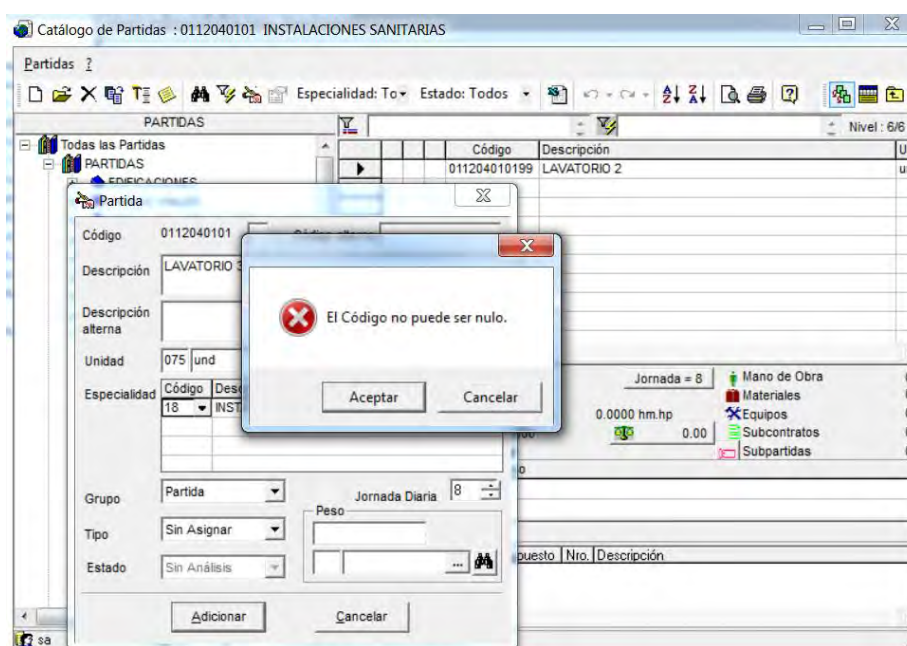 Catálogo de Partidas : 0112040101 INSTALACIONES SANITARIAS
Partidas ?
Especialidad: To Estado: Todos
PARTIDAS
Nivel : 6/6
Todas las Partidas
Código Descripción U
PARTIDAS
011204010199 LAVATORIO 2 u
EDIFICACIONES
Partida
Código 0112040101 Código alterno
Descripción LAVATORIO 3
El Código no puede ser nulo.
Descripción alterna
Unidad 075 und
Aceptar Cancelar
Especialidad Código Desc
18 INST
Jornada = 8 Mano de Obra
Materiales
0.0000 hm.hp Equipos
0.00 Subcontratos
Subpartidas
Grupo Partida Jornada Diaria 8
Peso
Tipo Sin Asignar
Estado Sin Análisis ...
puesto Nro. Descripción
Adicionar Cancelar
sa